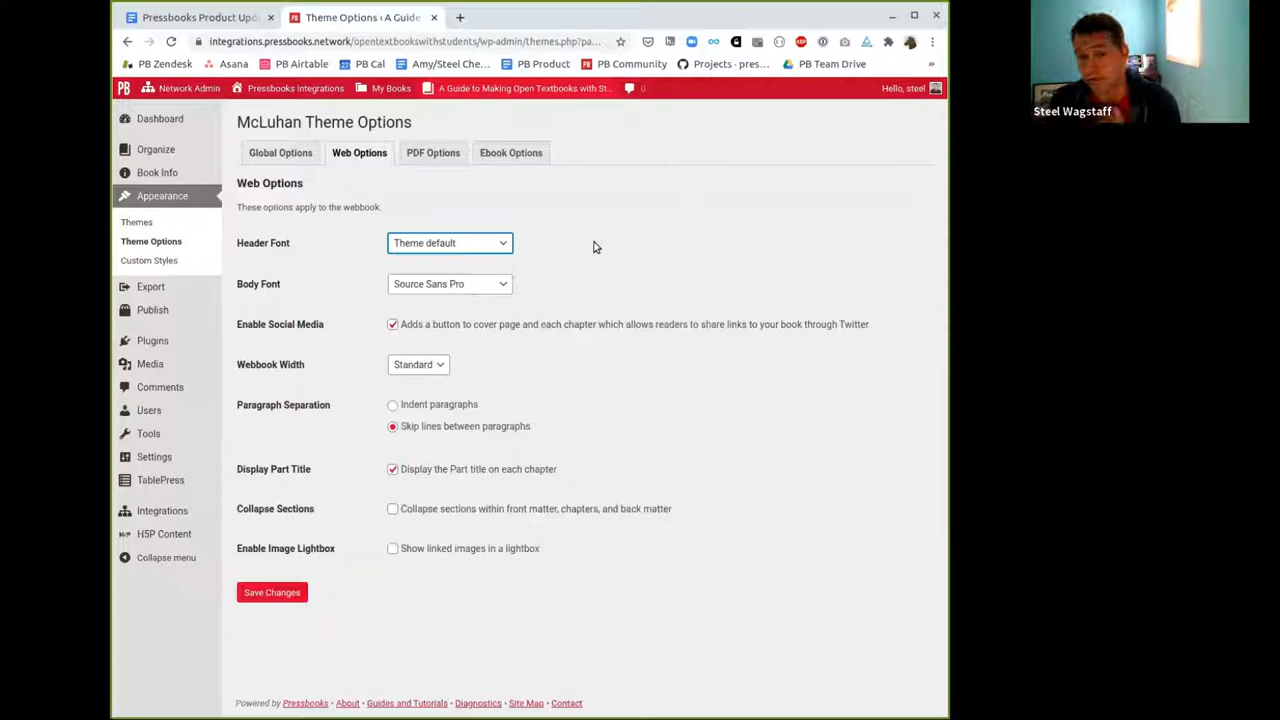 Pressbooks Product Upd
Theme Options ‹ A Guide
integrations.pressbooks.network/opentextbookswithstudents/wp-admin/themes.php?pa...
PB Zendesk
Asana
PB Airtable
PB Cal
Amy/Steel Che...
PB Product
PB Community
Projects · pres...
PB Team Drive
»
PB
Network Admin
Pressbooks Integrations
My Books
A Guide to Making Open Textbooks with St...
0
Hello, steel
Steel Wagstaff
Dashboard
Organize
Book Info
Appearance
Themes
Theme Options
Custom Styles
Export
Publish
Plugins
Media
Comments
Users
Tools
Settings
TablePress
Integrations
H5P Content
Collapse menu
McLuhan Theme Options
Global Options
Web Options
PDF Options
Ebook Options
Web Options
These options apply to the webbook.
Header Font
Theme default
Body Font
Source Sans Pro
Enable Social Media
Adds a button to cover page and each chapter which allows readers to share links to your book through Twitter
Webbook Width
Standard
Paragraph Separation
Indent paragraphs
Skip lines between paragraphs
Display Part Title
Display the Part title on each chapter
Collapse Sections
Collapse sections within front matter, chapters, and back matter
Enable Image Lightbox
Show linked images in a lightbox
Save Changes
Powered by Pressbooks • About • Guides and Tutorials • Diagnostics • Site Map • Contact